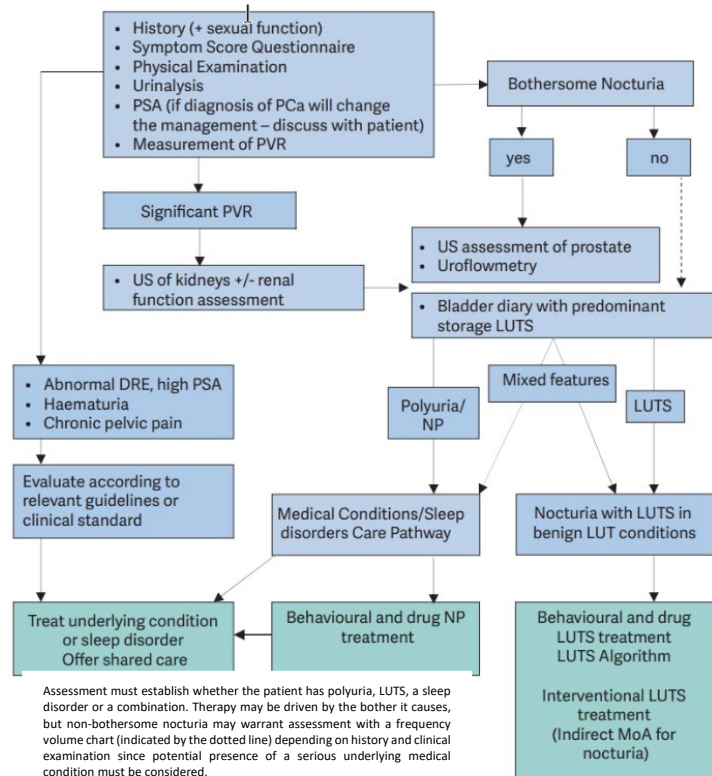 • History (+ sexual function)
• Symptom Score Questionnaire
• Physical Examination
• Urinalysis
• PSA (if diagnosis of PCa will change
the management – discuss with patient)
• Measurement of PVR
Bothersome Nocturia
yes
no
Significant PVR
• US assessment of prostate
• Uroflowmetry
• US of kidneys +/- renal
function assessment
• Bladder diary with predominant
storage LUTS
• Abnormal DRE, high PSA
• Haematuria
• Chronic pelvic pain
Mixed features
Polyuria/
NP
LUTS
Evaluate according to
relevant guidelines or
clinical standard
Medical Conditions/Sleep
disorders Care Pathway
Nocturia with LUTS in
benign LUT conditions
Treat underlying condition
or sleep disorder
Offer shared care
Behavioural and drug NP
treatment
Behavioural and drug
LUTS treatment
LUTS Algorithm
Interventional LUTS
treatment
(Indirect MoA for
nocturia)
Assessment must establish whether the patient has polyuria, LUTS, a sleep
disorder or a combination. Therapy may be driven by the bother it causes,
but non-bothersome nocturia may warrant assessment with a frequency
volume chart (indicated by the dotted line) depending on history and clinical
examination since potential presence of a serious underlying medical
condition must be considered.